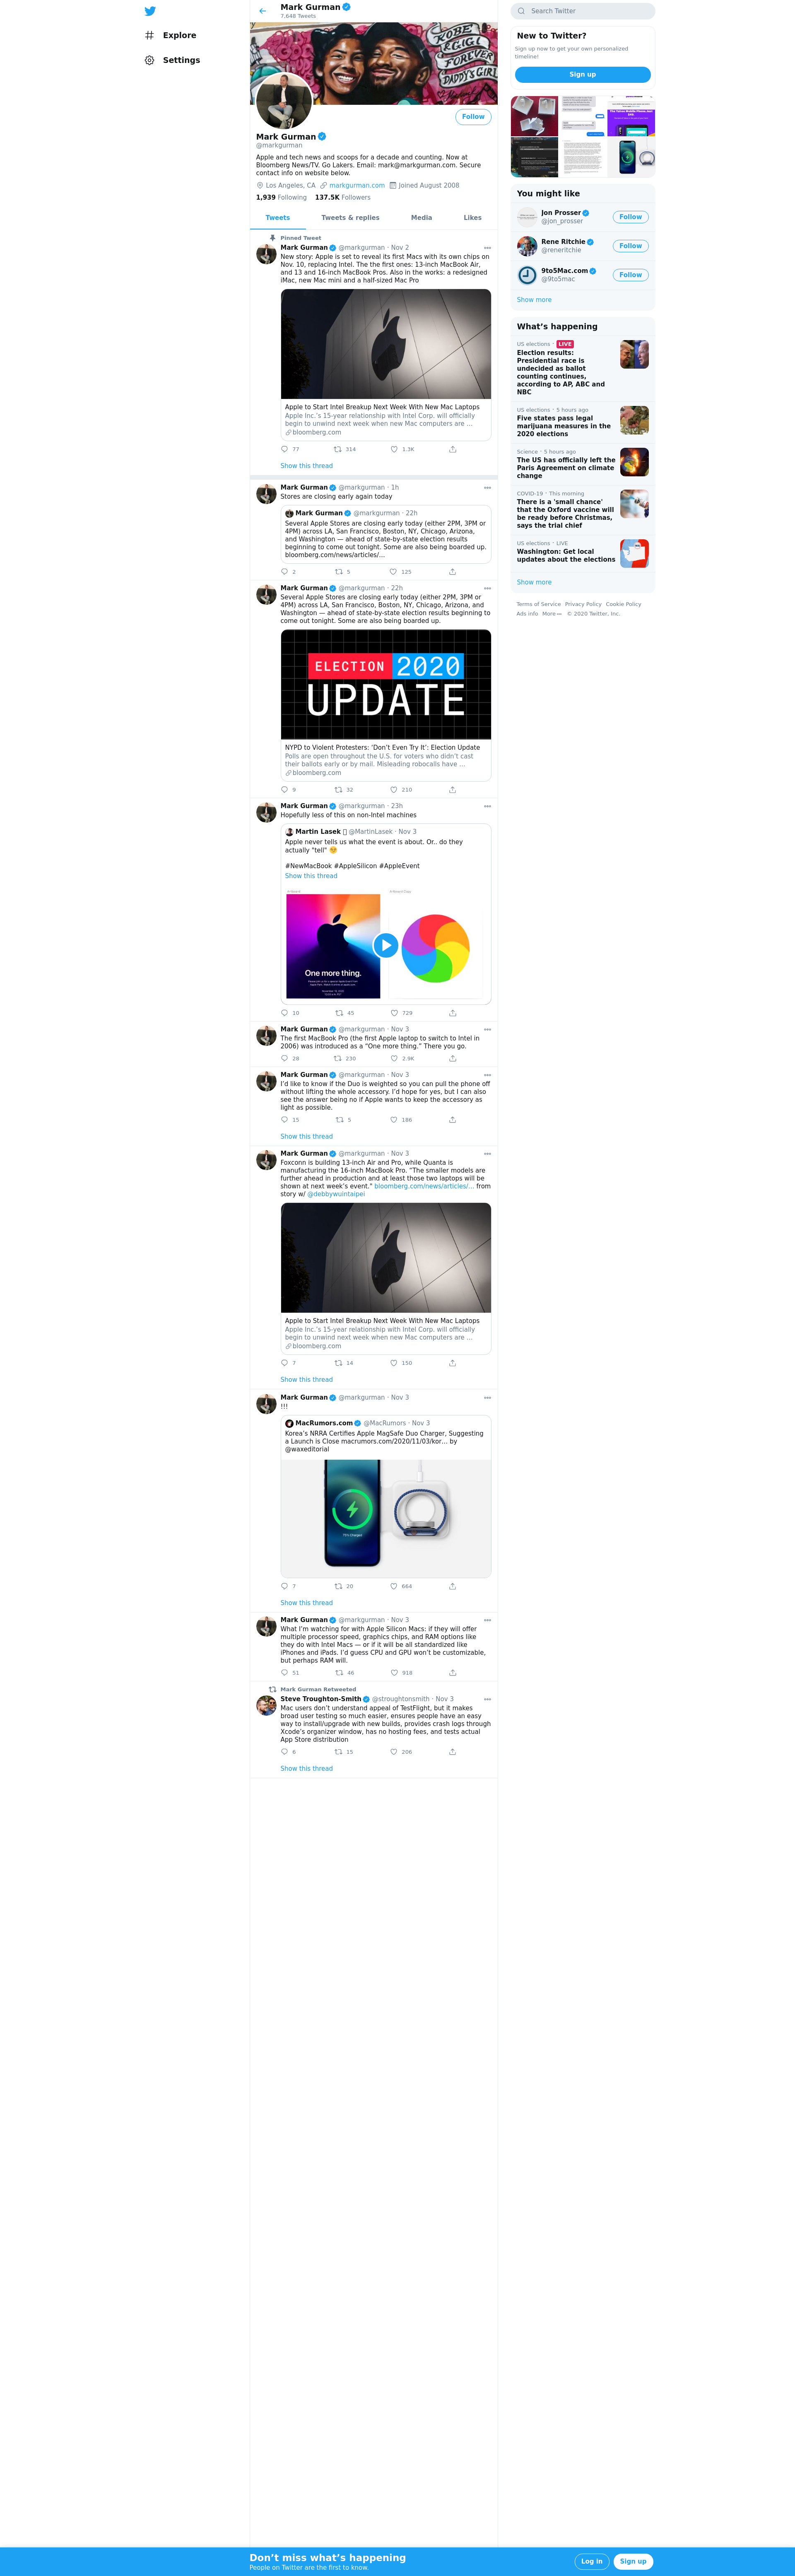 Explore
Settings
Mark Gurman
7,648 Tweets
KOBE
& GIGI
FOREVER
DADDY'S GIRL
Follow
Mark Gurman
@markgurman
Apple and tech news and scoops for a decade and counting. Now at
Bloomberg News/TV. Go Lakers. Email: mark@markgurman.com. Secure
contact info on website below.
Los Angeles, CA markgurman.com Joined August 2008
1,939 Following 137.5K Followers
Tweets Tweets & replies Media Likes
Pinned Tweet
Mark Gurman @markgurman · Nov 2
New story: Apple is set to reveal its first Macs with its own chips on
Nov. 10, replacing Intel. The first ones: 13-inch MacBook Air,
and 13 and 16-inch MacBook Pros. Also in the works: a redesigned
iMac, new Mac mini and a half-sized Mac Pro
Apple to Start Intel Breakup Next Week With New Mac Laptops
Apple Inc.'s 15-year relationship with Intel Corp. will officially
begin to unwind next week when new Mac computers are ...
bloomberg.com
77 314 1.3K
Show this thread
Mark Gurman @markgurman · 1h
Stores are closing early again today
Mark Gurman @markgurman · 22h
Several Apple Stores are closing early today (either 2PM, 3PM or
4PM) across LA, San Francisco, Boston, NY, Chicago, Arizona,
and Washington — ahead of state-by-state election results
beginning to come out tonight. Some are also being boarded up.
bloomberg.com/news/articles/…
2 5 125
Mark Gurman @markgurman · 22h
Several Apple Stores are closing early today (either 2PM, 3PM or
4PM) across LA, San Francisco, Boston, NY, Chicago, Arizona, and
Washington — ahead of state-by-state election results beginning to
come out tonight. Some are also being boarded up.
ELECTION 2020
UPDATE
NYPD to Violent Protesters: ‘Don’t Even Try It’: Election Update
Polls are open throughout the U.S. for voters who didn’t cast
their ballots early or by mail. Misleading robocalls have ...
bloomberg.com
9 32 210
Mark Gurman @markgurman · 23h
Hopefully less of this on non-Intel machines
Martin Lasek @MartinLasek · Nov 3
Apple never tells us what the event is about. Or.. do they
actually “tell” 🤔
#NewMacBook #AppleSilicon #AppleEvent
Show this thread
One more thing.
10 45 729
Mark Gurman @markgurman · Nov 3
The first MacBook Pro (the first Apple laptop to switch to Intel in
2006) was introduced as a “One more thing.” There you go.
28 230 2.9K
Mark Gurman @markgurman · Nov 3
I’d like to know if the Duo is weighted so you can pull the phone off
without lifting the whole accessory. I’d hope for yes, but I can also
see the answer being no if Apple wants to keep the accessory as
light as possible.
15 5 186
Show this thread
Mark Gurman @markgurman · Nov 3
Foxconn is building 13-inch Air and Pro, while Quanta is
manufacturing the 16-inch MacBook Pro. “The smaller models are
further ahead in production and at least those two laptops will be
shown at next week’s event.” bloomberg.com/news/articles/… from
story w/ @debbywuintaipei
Apple to Start Intel Breakup Next Week With New Mac Laptops
Apple Inc.’s 15-year relationship with Intel Corp. will officially
begin to unwind next week when new Mac computers are ...
bloomberg.com
7 14 150
Show this thread
Mark Gurman @markgurman · Nov 3
!!!
MacRumors.com @MacRumors · Nov 3
Korea’s NRRA Certifies Apple MagSafe Duo Charger, Suggesting
a Launch is Close macrumors.com/2020/11/03/kor… by
@waxeditorial
75% Charged
7 20 664
Show this thread
Mark Gurman @markgurman · Nov 3
What I’m watching for with Apple Silicon Macs: if they will offer
multiple processor speed, graphics chips, and RAM options like
they do with Intel Macs — or if it will be all standardized like
iPhones and iPads. I’d guess CPU and GPU won’t be customizable,
but perhaps RAM will.
51 46 918
Mark Gurman Retweeted
Steve Troughton-Smith @stroughtonsmith · Nov 3
Mac users don’t understand appeal of TestFlight, but it makes
broad user testing so much easier, ensures people have an easy
way to install/upgrade with new builds, provides crash logs through
Xcode’s organizer window, has no hosting fees, and tests actual
App Store distribution
6 15 206
Show this thread
Search Twitter
New to Twitter?
Sign up now to get your own personalized
timeline!
Sign up
You might like
Jon Prosser
@jon_prosser
Follow
Rene Ritchie
@reneritchie
Follow
9to5Mac.com
@9to5mac
Follow
Show more
What’s happening
US elections · LIVE
Election results:
Presidential race is
undecided as ballot
counting continues,
according to AP, ABC and
NBC
US elections · 5 hours ago
Five states pass legal
marijuana measures in the
2020 elections
Science · 5 hours ago
The US has officially left the
Paris Agreement on climate
change
COVID-19 · This morning
There is a 'small chance'
that the Oxford vaccine will
be ready before Christmas,
says the trial chief
US elections · LIVE
Washington: Get local
updates about the elections
Show more
Terms of Service Privacy Policy Cookie Policy
Ads info More © 2020 Twitter, Inc.
Don’t miss what’s happening
People on Twitter are the first to know.
Log in Sign up